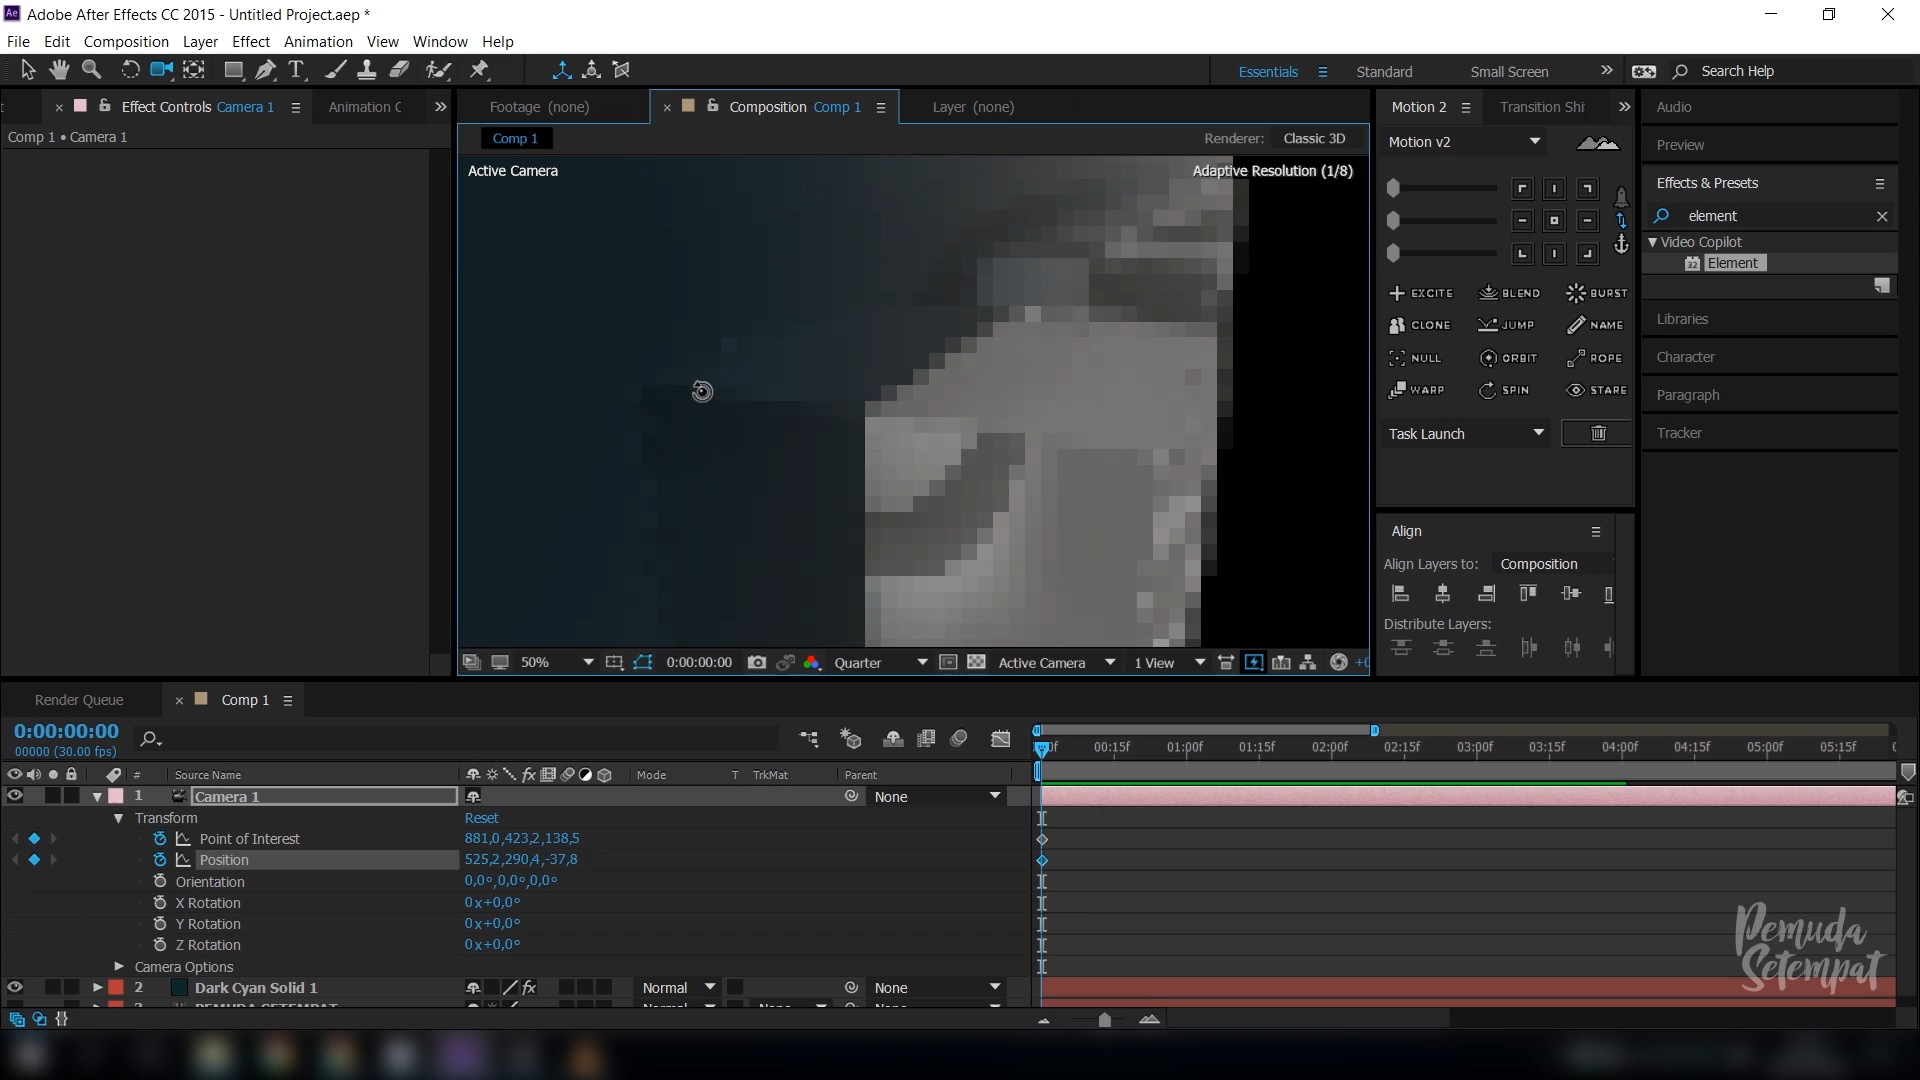 Adobe After Effects CC 2015 - Untitled Project.aep *
File Edit Composition Layer Effect Animation View Window Help
Essentials Standard Small Screen Search Help
Effect Controls Camera 1
Footage (none) Composition Comp 1 Layer (none)
Motion 2
Audio
Comp 1 • Camera 1
Comp 1 Renderer: Classic 3D
Motion v2
Preview
Active Camera Adaptive Resolution (1/8)
Effects & Presets
element
Video Copilot
Element
EXCITE BLEND BURST
CLONE JUMP NAME
NULL ORBIT ROPE
WARP SPIN STARE
Libraries
Character
Paragraph
Task Launch
Tracker
Align
Align Layers to: Composition
Distribute Layers:
50% 0:00:00:00 Quarter Active Camera 1 View
Render Queue Comp 1
0:00:00:00
00000 (30.00 fps)
00:15f 01:00f 01:15f 02:00f 02:15f 03:00f 03:15f 04:00f 04:15f 05:00f 05:15f
# Source Name Mode T TrkMat Parent
1 Camera 1 None
Transform Reset
Point of Interest 881,0,423,2,138,5
Position 525,2,290,4,-37,8
Orientation 0,0°,0,0°,0,0°
X Rotation 0x+0,0°
Y Rotation 0x+0,0°
Z Rotation 0x+0,0°
Camera Options
2 Dark Cyan Solid 1 Normal None
Pemuda
Setempat